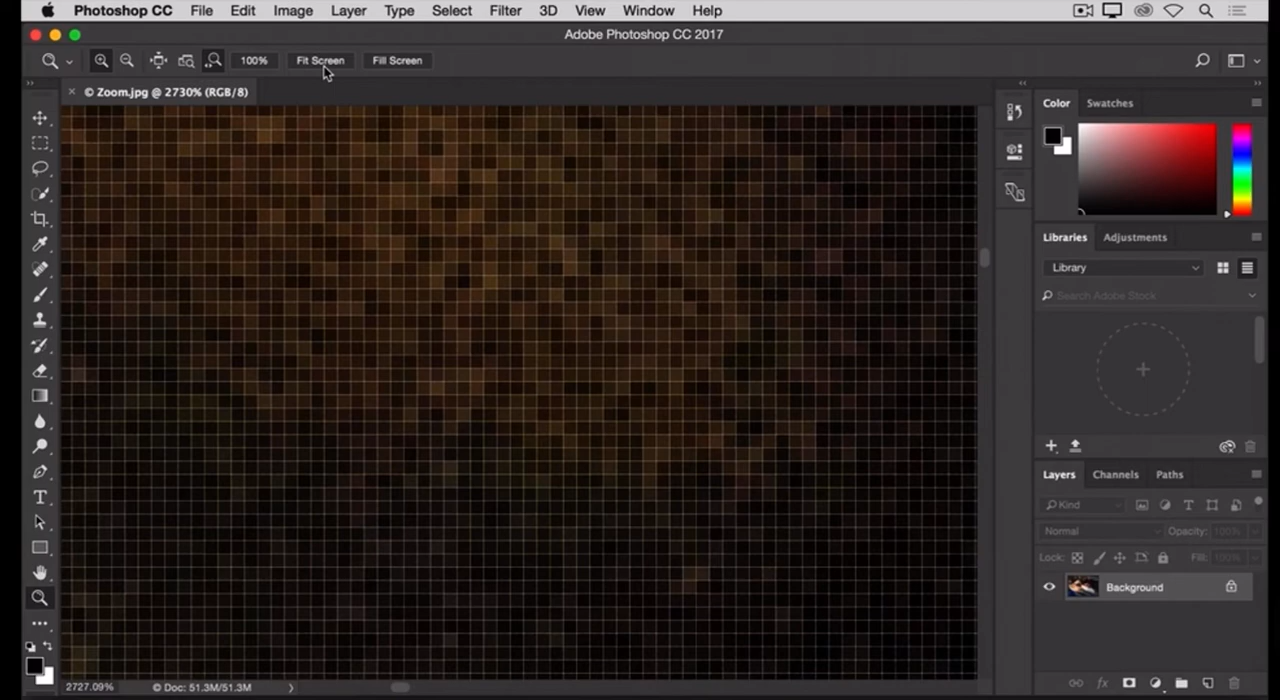 Photoshop CC File Edit Image Layer Type Select Filter 3D View Window Help
Adobe Photoshop CC 2017
100% Fit Screen Fill Screen
© Zoom.jpg @ 2730% (RGB/8)
Color Swatches
Libraries Adjustments
Library
Search Adobe Stock
Layers Channels Paths
Kind
Normal Opacity: 100%
Lock: Fill: 100%
Background
2727.09% © Doc: 51.3M/51.3M